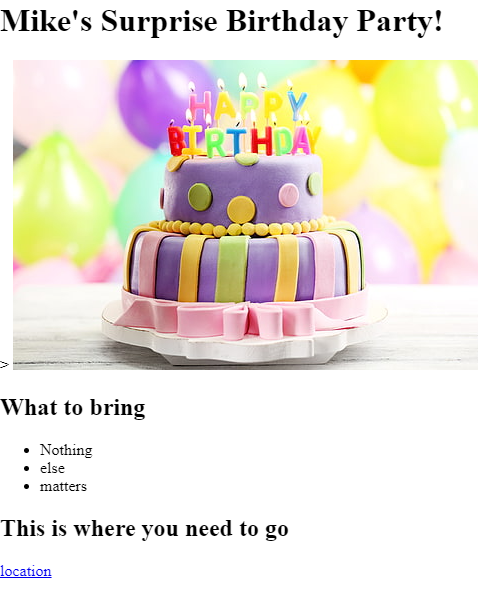 Mike's Surprise Birthday Party!
HAPPY
BIRTHDAY
>
What to bring
Nothing
else
matters
This is where you need to go
location